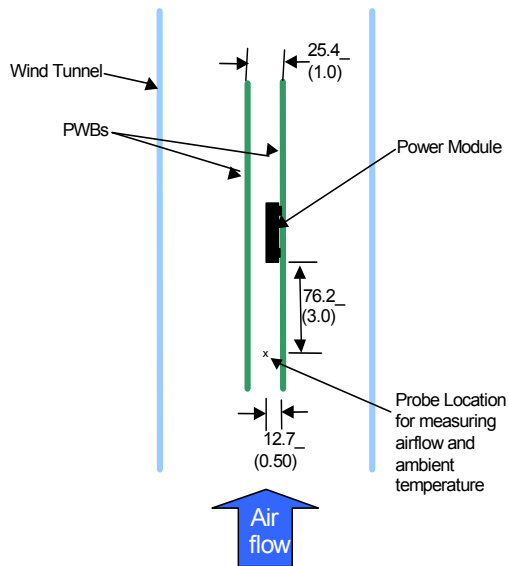 25.4_
(1.0)
Wind Tunnel
PWBs
Power Module
76.2_
(3.0)
x
Probe Location
for measuring
airflow and
ambient
temperature
12.7_
(0.50)
Air
flow